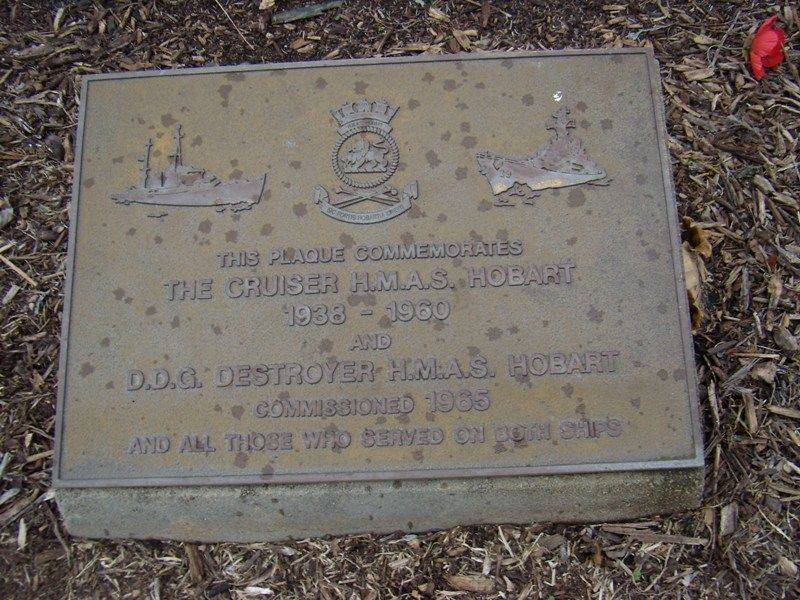 THIS PLAQUE COMMEMORATES
THE CRUISER H.M.A.S. HOBART
1938 - 1960
AND
D.D.G. DESTROYER H.M.A.S. HOBART
COMMISSIONED 1965
AND ALL THOSE WHO SERVED ON BOTH SHIPS
39